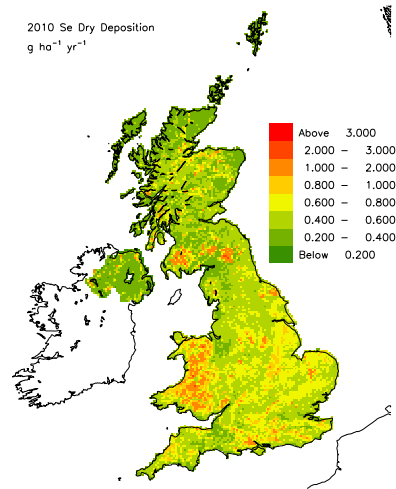 2010 Se Dry Deposition
g ha⁻¹ yr⁻¹
Above 3.000
2.000 – 3.000
1.000 – 2.000
0.800 – 1.000
0.600 – 0.800
0.400 – 0.600
0.200 – 0.400
Below 0.200